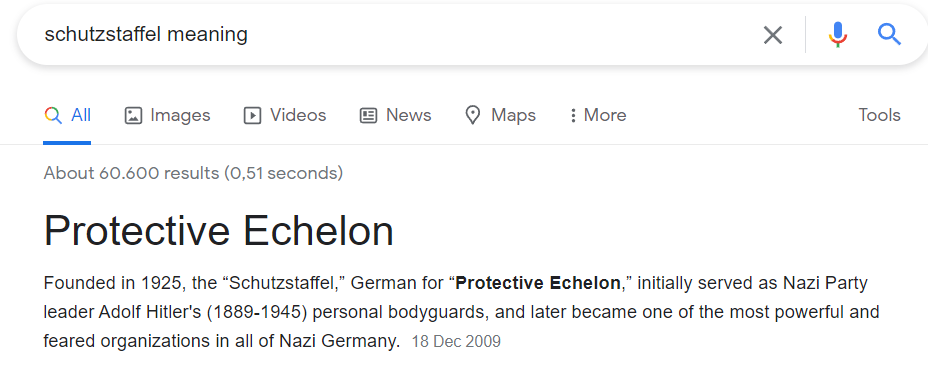 schutzstaffel meaning
All Images Videos News Maps More Tools
About 60.600 results (0,51 seconds)
Protective Echelon
Founded in 1925, the “Schutzstaffel,” German for “Protective Echelon,” initially served as Nazi Party
leader Adolf Hitler's (1889-1945) personal bodyguards, and later became one of the most powerful and
feared organizations in all of Nazi Germany. 18 Dec 2009